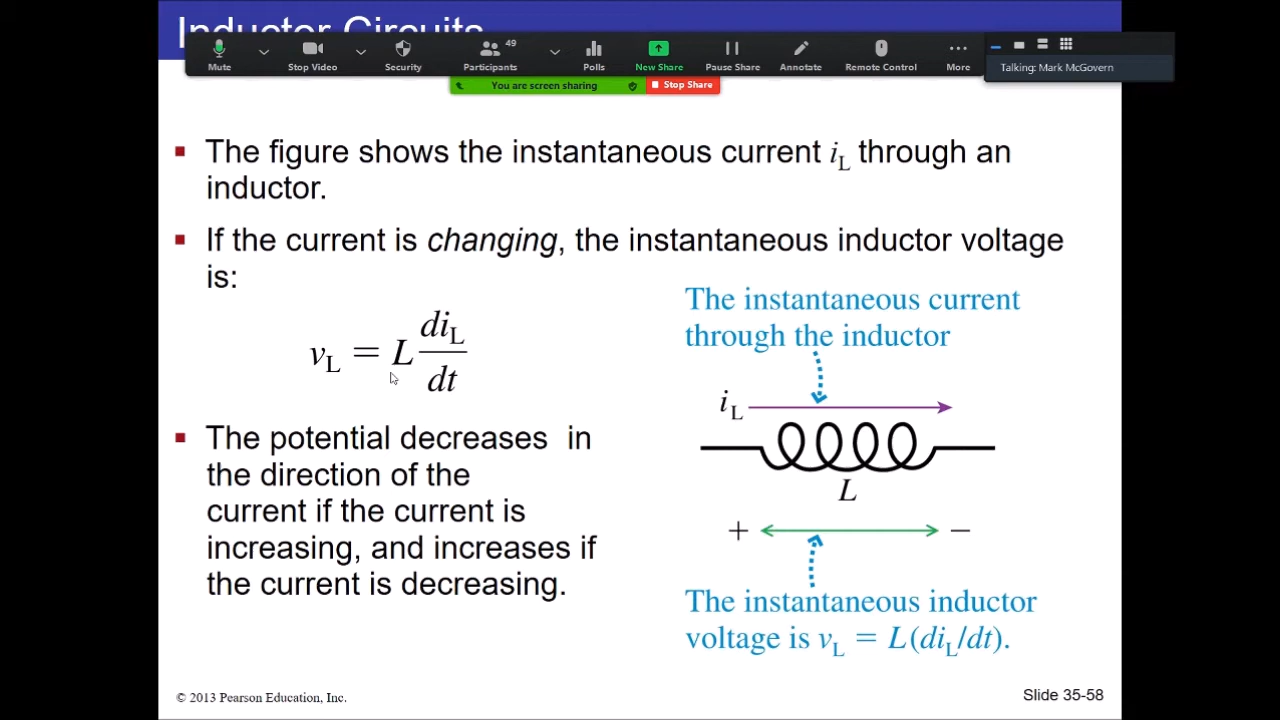 Inductor Circuits
49
Mute
Stop Video
Security
Participants
Polls
New Share
Pause Share
Annotate
Remote Control
More
Talking: Mark McGovern
You are screen sharing
Stop Share
The figure shows the instantaneous current iL through an
inductor.
If the current is changing, the instantaneous inductor voltage
is:
vL = L diL/dt
The potential decreases in
the direction of the
current if the current is
increasing, and increases if
the current is decreasing.
The instantaneous current
through the inductor
iL
L
+ −
The instantaneous inductor
voltage is vL = L(diL/dt).
© 2013 Pearson Education, Inc.
Slide 35-58